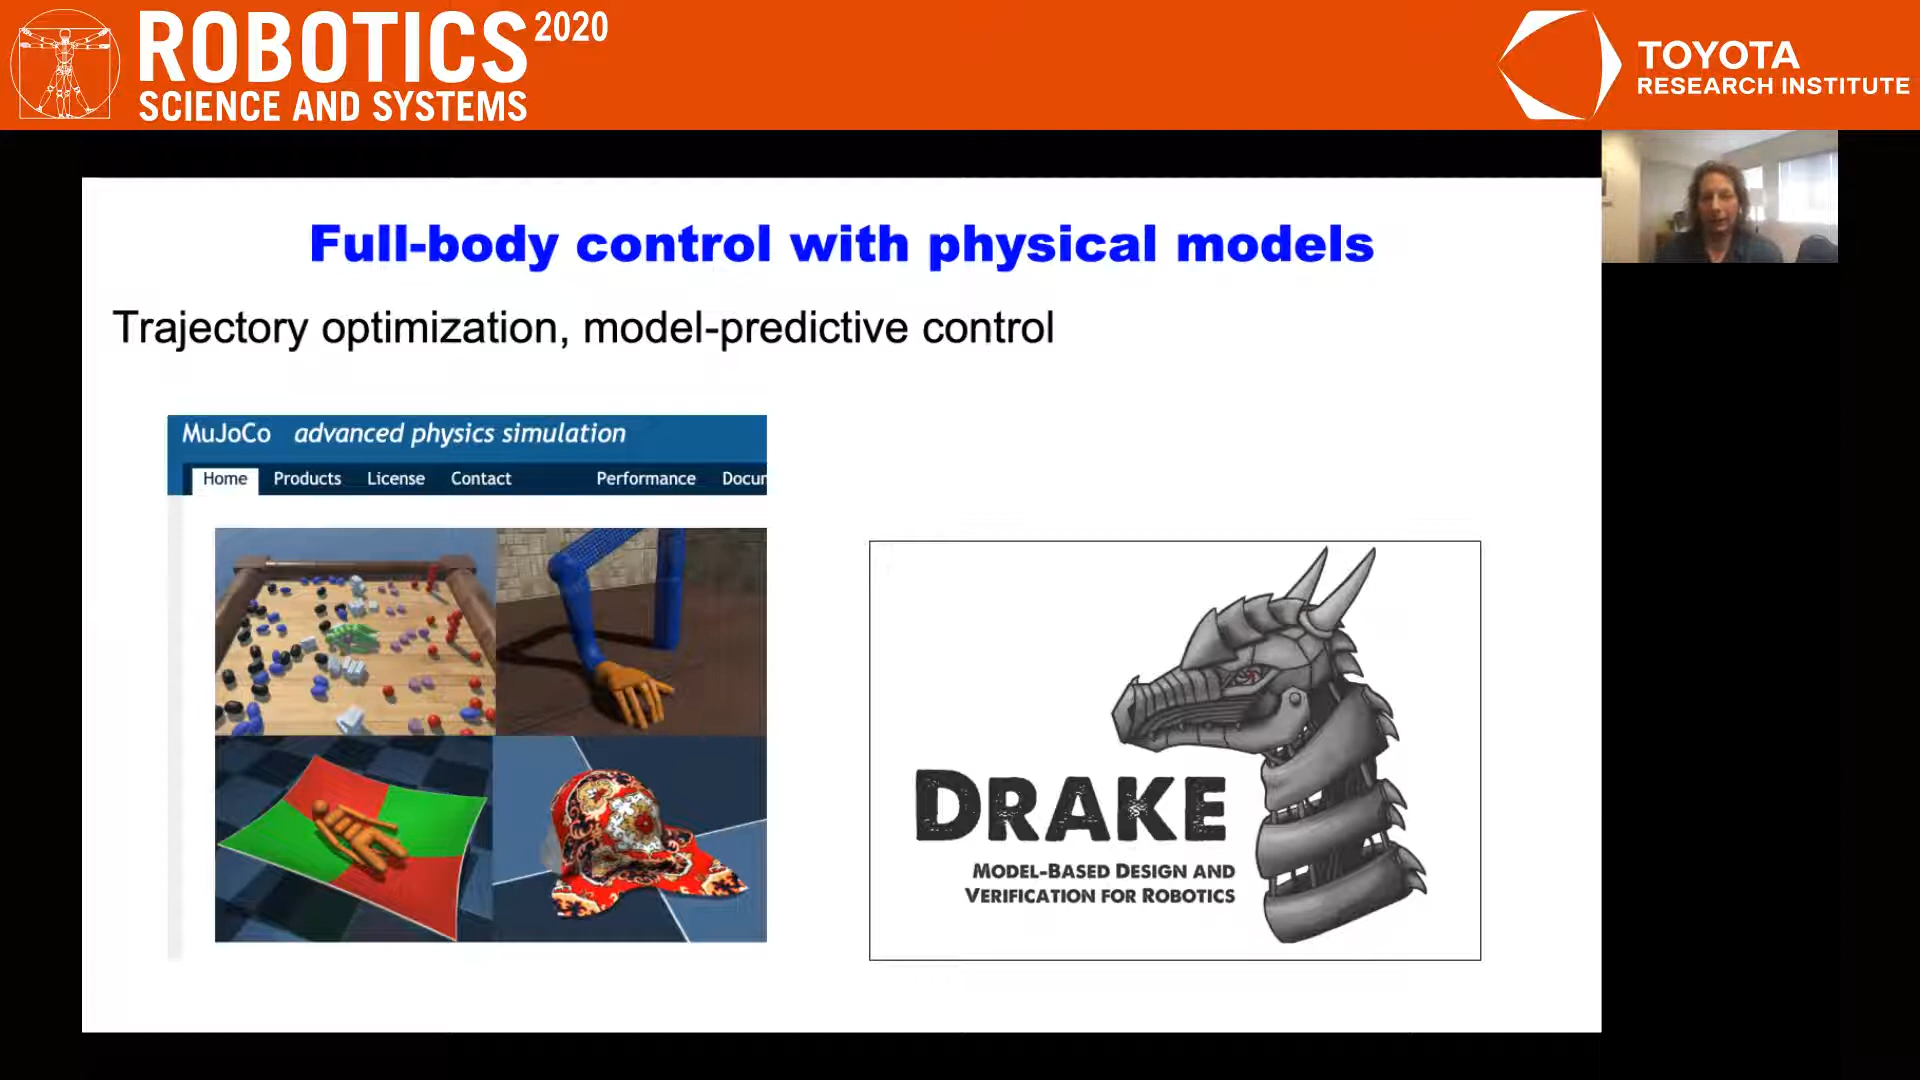 ROBOTICS 2020
SCIENCE AND SYSTEMS
TOYOTA
RESEARCH INSTITUTE
Full-body control with physical models
Trajectory optimization, model-predictive control
MuJoCo advanced physics simulation
Home Products License Contact Performance Docum
DRAKE
MODEL-BASED DESIGN AND
VERIFICATION FOR ROBOTICS